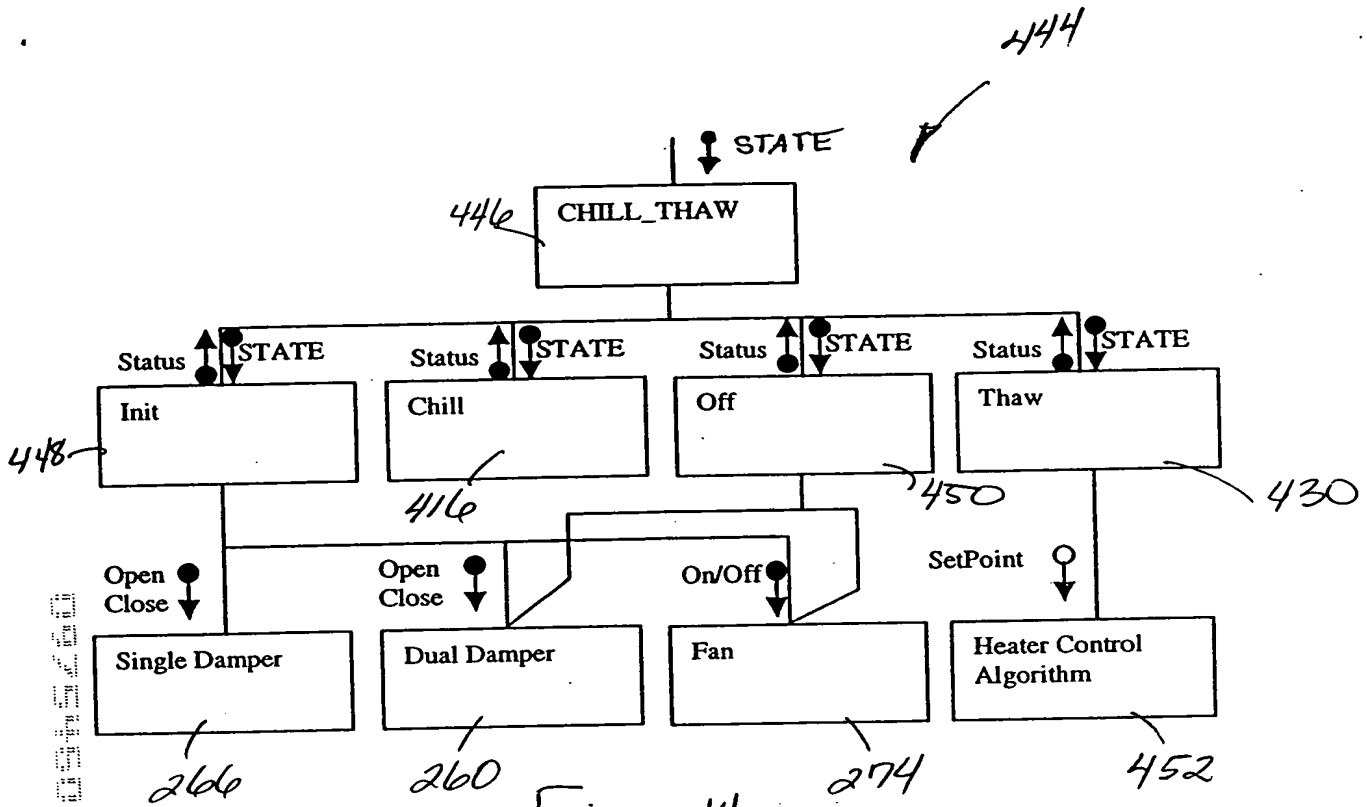 444
STATE
446
CHILL_THAW
Status
STATE
Status
STATE
Status
STATE
Status
STATE
Init
Chill
Off
Thaw
448
416
450
430
Open
Close
Open
Close
On/Off
SetPoint
Single Damper
Dual Damper
Fan
Heater Control
Algorithm
266
260
274
452